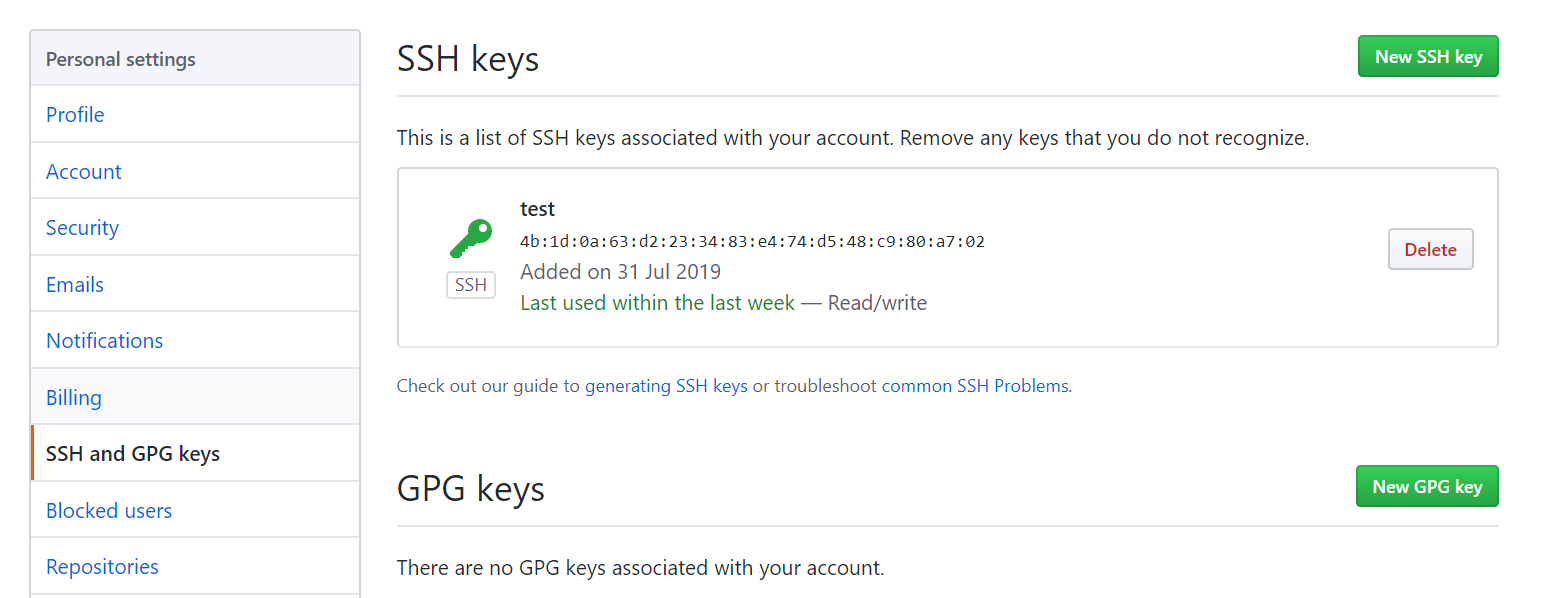 Personal settings
Profile
Account
Security
Emails
Notifications
Billing
SSH and GPG keys
Blocked users
Repositories
SSH keys
New SSH key
This is a list of SSH keys associated with your account. Remove any keys that you do not recognize.
test
4b:1d:0a:63:d2:23:34:83:e4:74:d5:48:c9:80:a7:02
Added on 31 Jul 2019
Last used within the last week — Read/write
SSH
Delete
Check out our guide to generating SSH keys or troubleshoot common SSH Problems.
GPG keys
New GPG key
There are no GPG keys associated with your account.